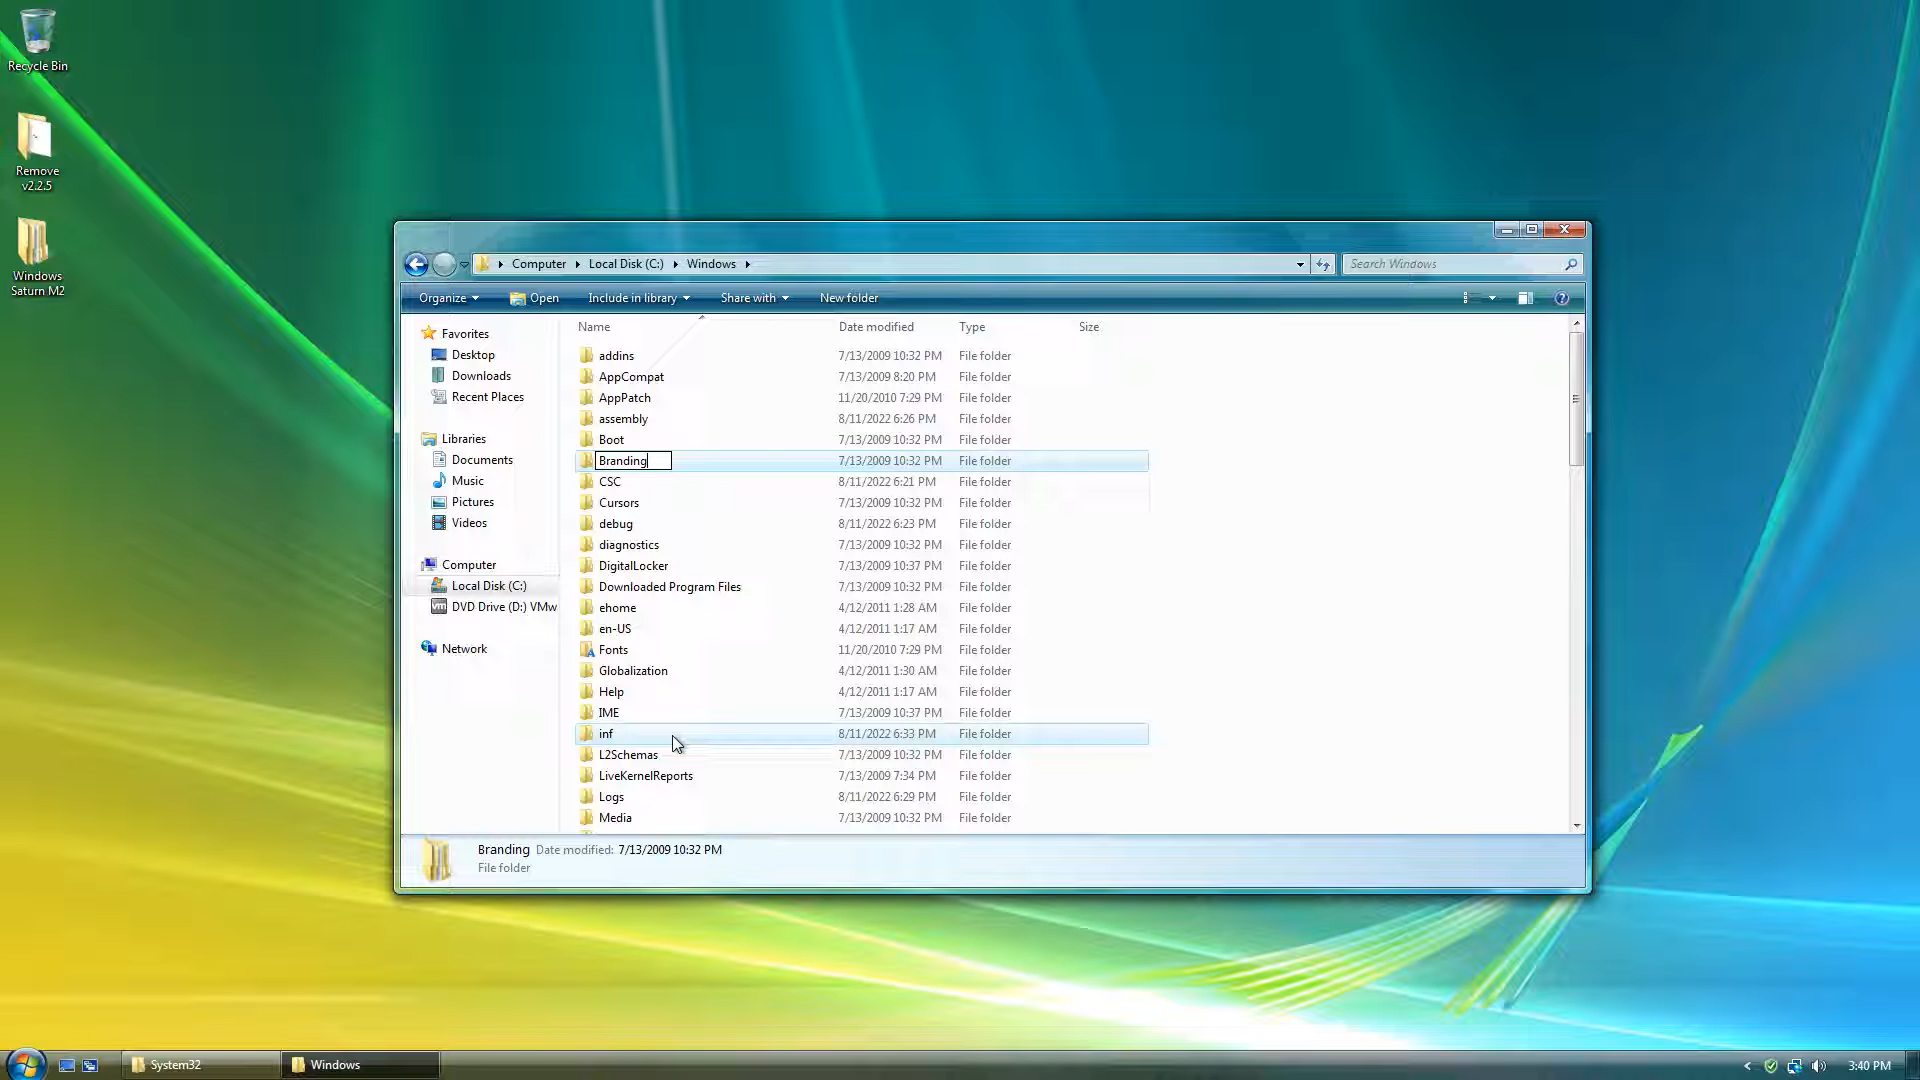 Recycle Bin
Remove
v2.2.5
Windows
Saturn M2
Computer
Local Disk (C:)
Windows
Search Windows
Organize
Open
Include in library
Share with
New folder
Favorites
Desktop
Downloads
Recent Places
Libraries
Documents
Music
Pictures
Videos
Computer
Local Disk (C:)
DVD Drive (D:) VMw
Network
Name Date modified Type Size
addins 7/13/2009 10:32 PM File folder
AppCompat 7/13/2009 8:20 PM File folder
AppPatch 11/20/2010 7:29 PM File folder
assembly 8/11/2022 6:26 PM File folder
Boot 7/13/2009 10:32 PM File folder
Branding 7/13/2009 10:32 PM File folder
CSC 8/11/2022 6:21 PM File folder
Cursors 7/13/2009 10:32 PM File folder
debug 8/11/2022 6:23 PM File folder
diagnostics 7/13/2009 10:32 PM File folder
DigitalLocker 7/13/2009 10:37 PM File folder
Downloaded Program Files 7/13/2009 10:32 PM File folder
ehome 4/12/2011 1:28 AM File folder
en-US 4/12/2011 1:17 AM File folder
Fonts 11/20/2010 7:29 PM File folder
Globalization 4/12/2011 1:30 AM File folder
Help 4/12/2011 1:17 AM File folder
IME 7/13/2009 10:37 PM File folder
inf 8/11/2022 6:33 PM File folder
L2Schemas 7/13/2009 10:32 PM File folder
LiveKernelReports 7/13/2009 7:34 PM File folder
Logs 8/11/2022 6:29 PM File folder
Media 7/13/2009 10:32 PM File folder
Branding Date modified: 7/13/2009 10:32 PM
File folder
System32
Windows
3:40 PM